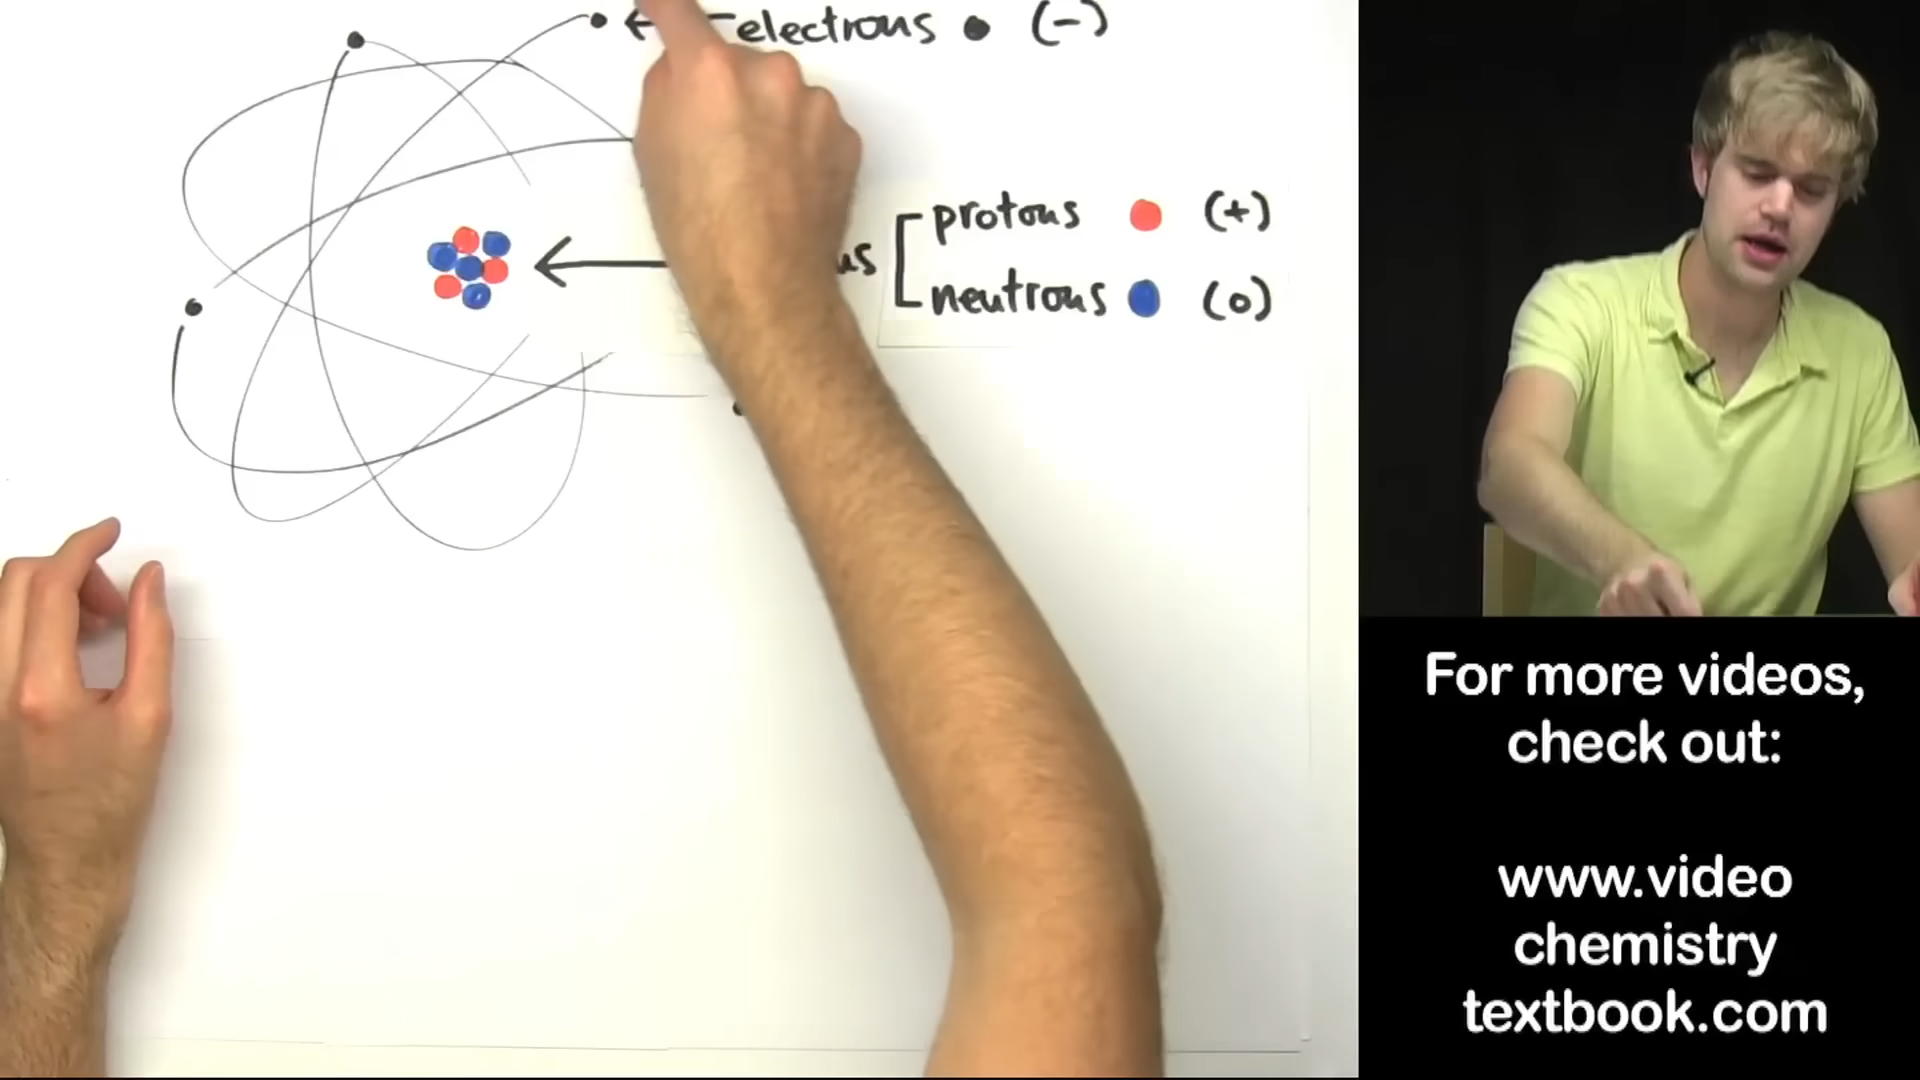 electrons (-)
protons (+)
neutrons (0)
For more videos,
check out:
www.video
chemistry
textbook.com